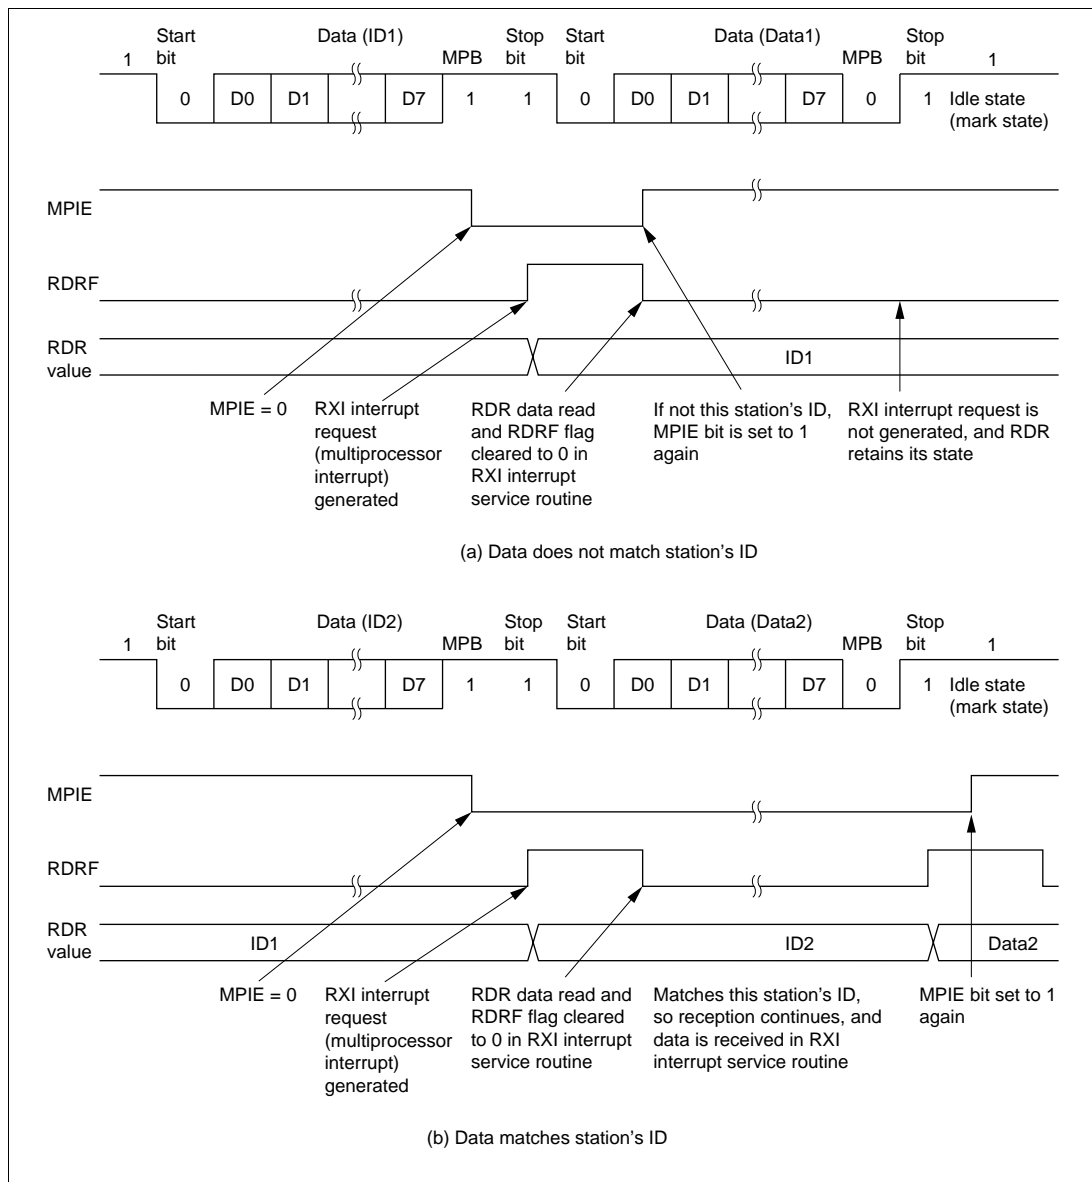 Start bit
Data (ID1)
MPB
Stop bit
Start bit
Data (Data1)
MPB
Stop bit
1
1
0
D0
D1
D7
1
1
0
D0
D1
D7
0
1
Idle state (mark state)
MPIE
RDRF
RDR value
ID1
MPIE = 0
RXI interrupt request (multiprocessor interrupt) generated
RDR data read and RDRF flag cleared to 0 in RXI interrupt service routine
If not this station's ID, MPIE bit is set to 1 again
RXI interrupt request is not generated, and RDR retains its state
(a) Data does not match station's ID
Start bit
Data (ID2)
MPB
Stop bit
Start bit
Data (Data2)
MPB
Stop bit
1
1
0
D0
D1
D7
1
1
0
D0
D1
D7
0
1
Idle state (mark state)
MPIE
RDRF
RDR value
ID1
ID2
Data2
MPIE = 0
RXI interrupt request (multiprocessor interrupt) generated
RDR data read and RDRF flag cleared to 0 in RXI interrupt service routine
Matches this station's ID, so reception continues, and data is received in RXI interrupt service routine
MPIE bit set to 1 again
(b) Data matches station's ID